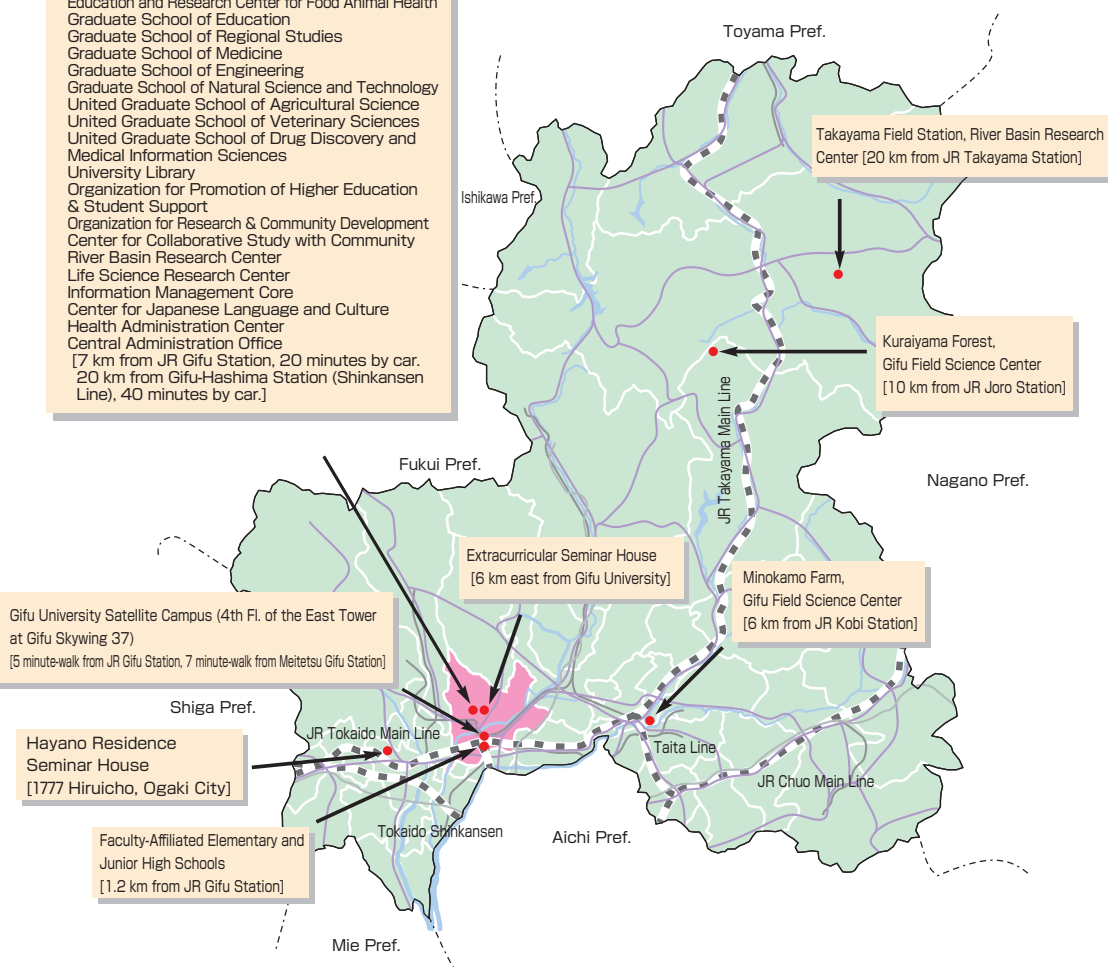 Education and Research Center for Food Animal Health
Graduate School of Education
Graduate School of Regional Studies
Graduate School of Medicine
Graduate School of Engineering
Graduate School of Natural Science and Technology
United Graduate School of Agricultural Science
United Graduate School of Veterinary Sciences
United Graduate School of Drug Discovery and
Medical Information Sciences
University Library
Organization for Promotion of Higher Education
& Student Support
Organization for Research & Community Development
Center for Collaborative Study with Community
River Basin Research Center
Life Science Research Center
Information Management Core
Center for Japanese Language and Culture
Health Administration Center
Central Administration Office
[7 km from JR Gifu Station, 20 minutes by car.
20 km from Gifu-Hashima Station (Shinkansen
Line), 40 minutes by car.]
Toyama Pref.
Takayama Field Station, River Basin Research
Center [20 km from JR Takayama Station]
Ishikawa Pref.
Kuraiyama Forest,
Gifu Field Science Center
[10 km from JR Joro Station]
JR Takayama Main Line
Fukui Pref.
Nagano Pref.
Extracurricular Seminar House
[6 km east from Gifu University]
Minokamo Farm,
Gifu Field Science Center
[6 km from JR Kobi Station]
Gifu University Satellite Campus (4th Fl. of the East Tower
at Gifu Skywing 37)
[5 minute-walk from JR Gifu Station, 7 minute-walk from Meitetsu Gifu Station]
Shiga Pref.
JR Tokaido Main Line
Hayano Residence
Seminar House
[1777 Hirucho, Ogaki City]
Taita Line
JR Chuo Main Line
Tokaido Shinkansen
Aichi Pref.
Faculty-Affiliated Elementary and
Junior High Schools
[1.2 km from JR Gifu Station]
Mie Pref.